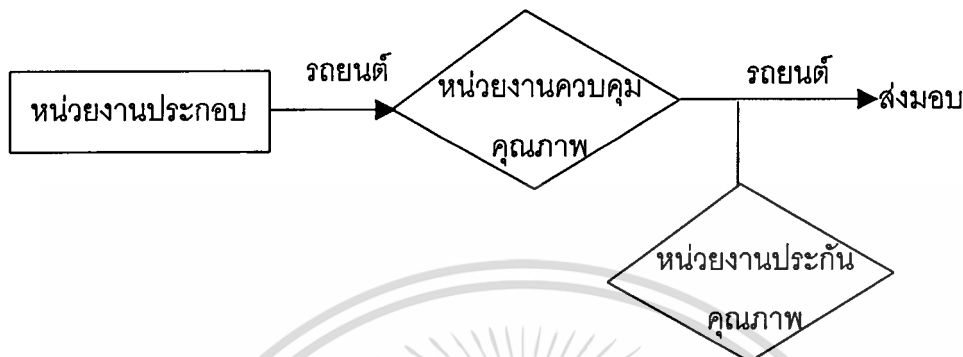 หน่วยงานประกอบ
รถยนต์
หน่วยงานควบคุม
คุณภาพ
รถยนต์
ส่งมอบ
หน่วยงานประกัน
คุณภาพ